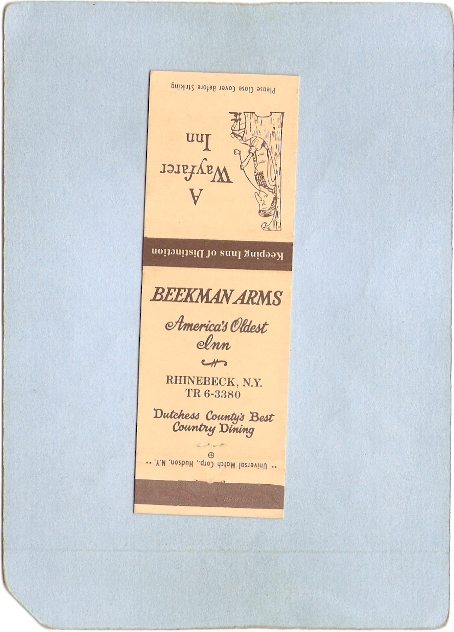 Please Close Cover Before Striking
A
Wayfarer
Inn
Keeping Inns of Distinction
BEEKMAN ARMS
America's Oldest
Inn
RHINEBECK, N.Y.
TR 6-3380
Dutchess County's Best
Country Dining
" Universal Match Corp., Hudson, N.Y. "